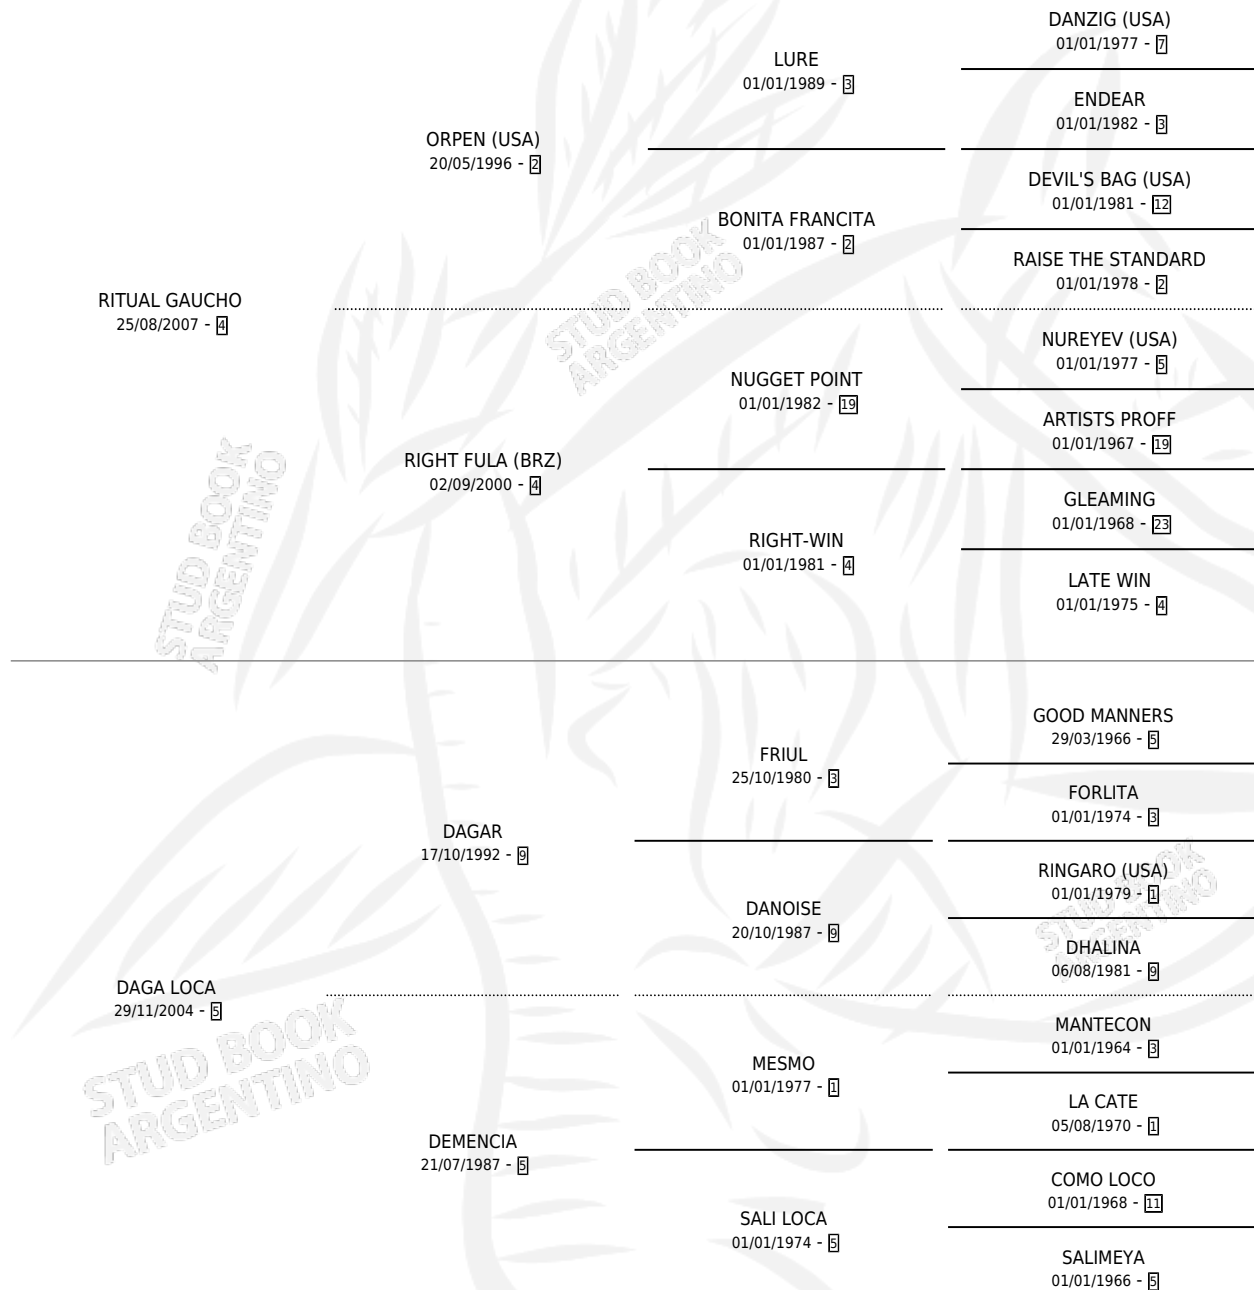 DANZIG (USA)
01/01/1977 - 7
LURE
01/01/1989 - 3
ENDEAR
01/01/1982 - 3
ORPEN (USA)
20/05/1996 - 2
DEVIL'S BAG (USA)
01/01/1981 - 12
BONITA FRANCITA
01/01/1987 - 2
RAISE THE STANDARD
01/01/1978 - 2
RITUAL GAUCHO
25/08/2007 - 4
STUD BOOK
ARGENTINO
NUREYEV (USA)
01/01/1977 - 5
NUGGET POINT
01/01/1982 - 19
ARTISTS PROFF
01/01/1967 - 19
RIGHT FULA (BRZ)
02/09/2000 - 4
GLEAMING
01/01/1968 - 23
RIGHT-WIN
01/01/1981 - 4
LATE WIN
01/01/1975 - 4
STUD BOOK
ARGENTINO
GOOD MANNERS
29/03/1966 - 5
FRIUL
25/10/1980 - 3
FORLITA
01/01/1974 - 3
DAGAR
17/10/1992 - 9
RINGARO (USA)
01/01/1979 - 1
DANOISE
20/10/1987 - 9
DHALINA
06/08/1981 - 9
STUD BOOK
ARGENTINO
DAGA LOCA
29/11/2004 - 5
MANTECON
01/01/1964 - 3
MESMO
01/01/1977 - 1
LA CATE
05/08/1970 - 1
STUD BOOK
ARGENTINO
DEMENCIA
21/07/1987 - 5
COMO LOCO
01/01/1968 - 11
SALI LOCA
01/01/1974 - 5
SALIMEYA
01/01/1966 - 5